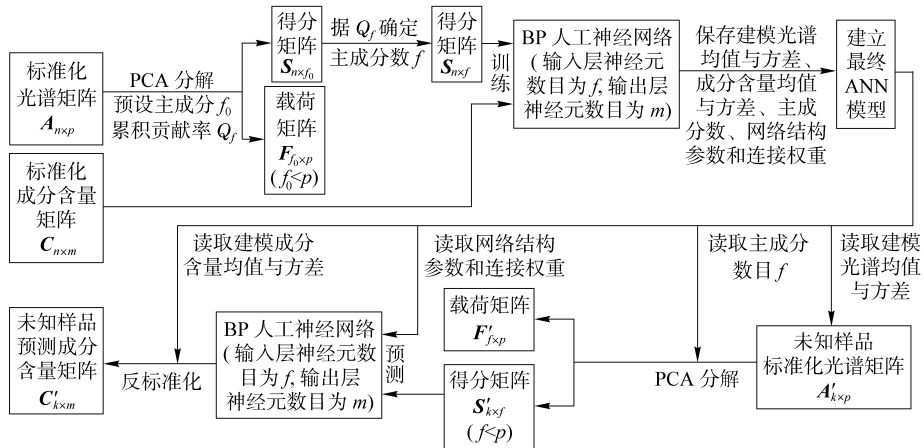 标准化
光谱矩阵
A_{n×p}
PCA 分解
预设主成分 f_0
累积贡献率 Q_f
得分
矩阵
S_{n×f_0}
载荷
矩阵
F_{f_0×p}
(f_0<p)
据 Q_f 确定
主成分数 f
得分
矩阵
S_{n×f}
训
练
BP 人工神经网络
(输入层神经元
数目为 f, 输出层
神经元数目为 m)
保存建模光谱
均值与方差、
成分含量均值
与方差、主成
分数、网络结构
参数和连接权重
建立
最终
ANN
模型
标准化
成分含量
矩阵
C_{n×m}
读取建模成分
含量均值与方差
读取网络结构
参数和连接权重
读取主成分
数目 f
读取建模
光谱均值
与方差
未知样品
标准化光谱矩阵
A'_{k×p}
PCA 分解
载荷矩阵
F'_{f×p}
得分矩阵
S'_{k×f}
(f<p)
预
测
BP 人工神经网络
(输入层神经元数
目为 f, 输出层
神经元数目为 m)
反标准化
未知样品
预测成分
含量矩阵
C'_{k×m}